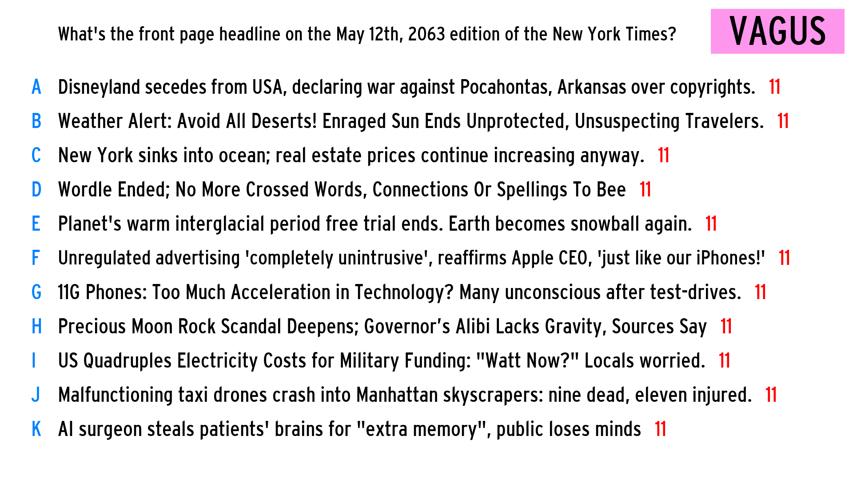 What's the front page headline on the May 12th, 2063 edition of the New York Times?
VAGUS
A Disneyland secedes from USA, declaring war against Pocahontas, Arkansas over copyrights. 11
B Weather Alert: Avoid All Deserts! Enraged Sun Ends Unprotected, Unsuspecting Travelers. 11
C New York sinks into ocean; real estate prices continue increasing anyway. 11
D Wordle Ended; No More Crossed Words, Connections Or Spellings To Bee 11
E Planet's warm interglacial period free trial ends. Earth becomes snowball again. 11
F Unregulated advertising 'completely unintrusive', reaffirms Apple CEO, 'just like our iPhones!' 11
G 11G Phones: Too Much Acceleration in Technology? Many unconscious after test-drives. 11
H Precious Moon Rock Scandal Deepens; Governor’s Alibi Lacks Gravity, Sources Say 11
I US Quadruples Electricity Costs for Military Funding: "Watt Now?" Locals worried. 11
J Malfunctioning taxi drones crash into Manhattan skyscrapers: nine dead, eleven injured. 11
K AI surgeon steals patients' brains for "extra memory", public loses minds 11